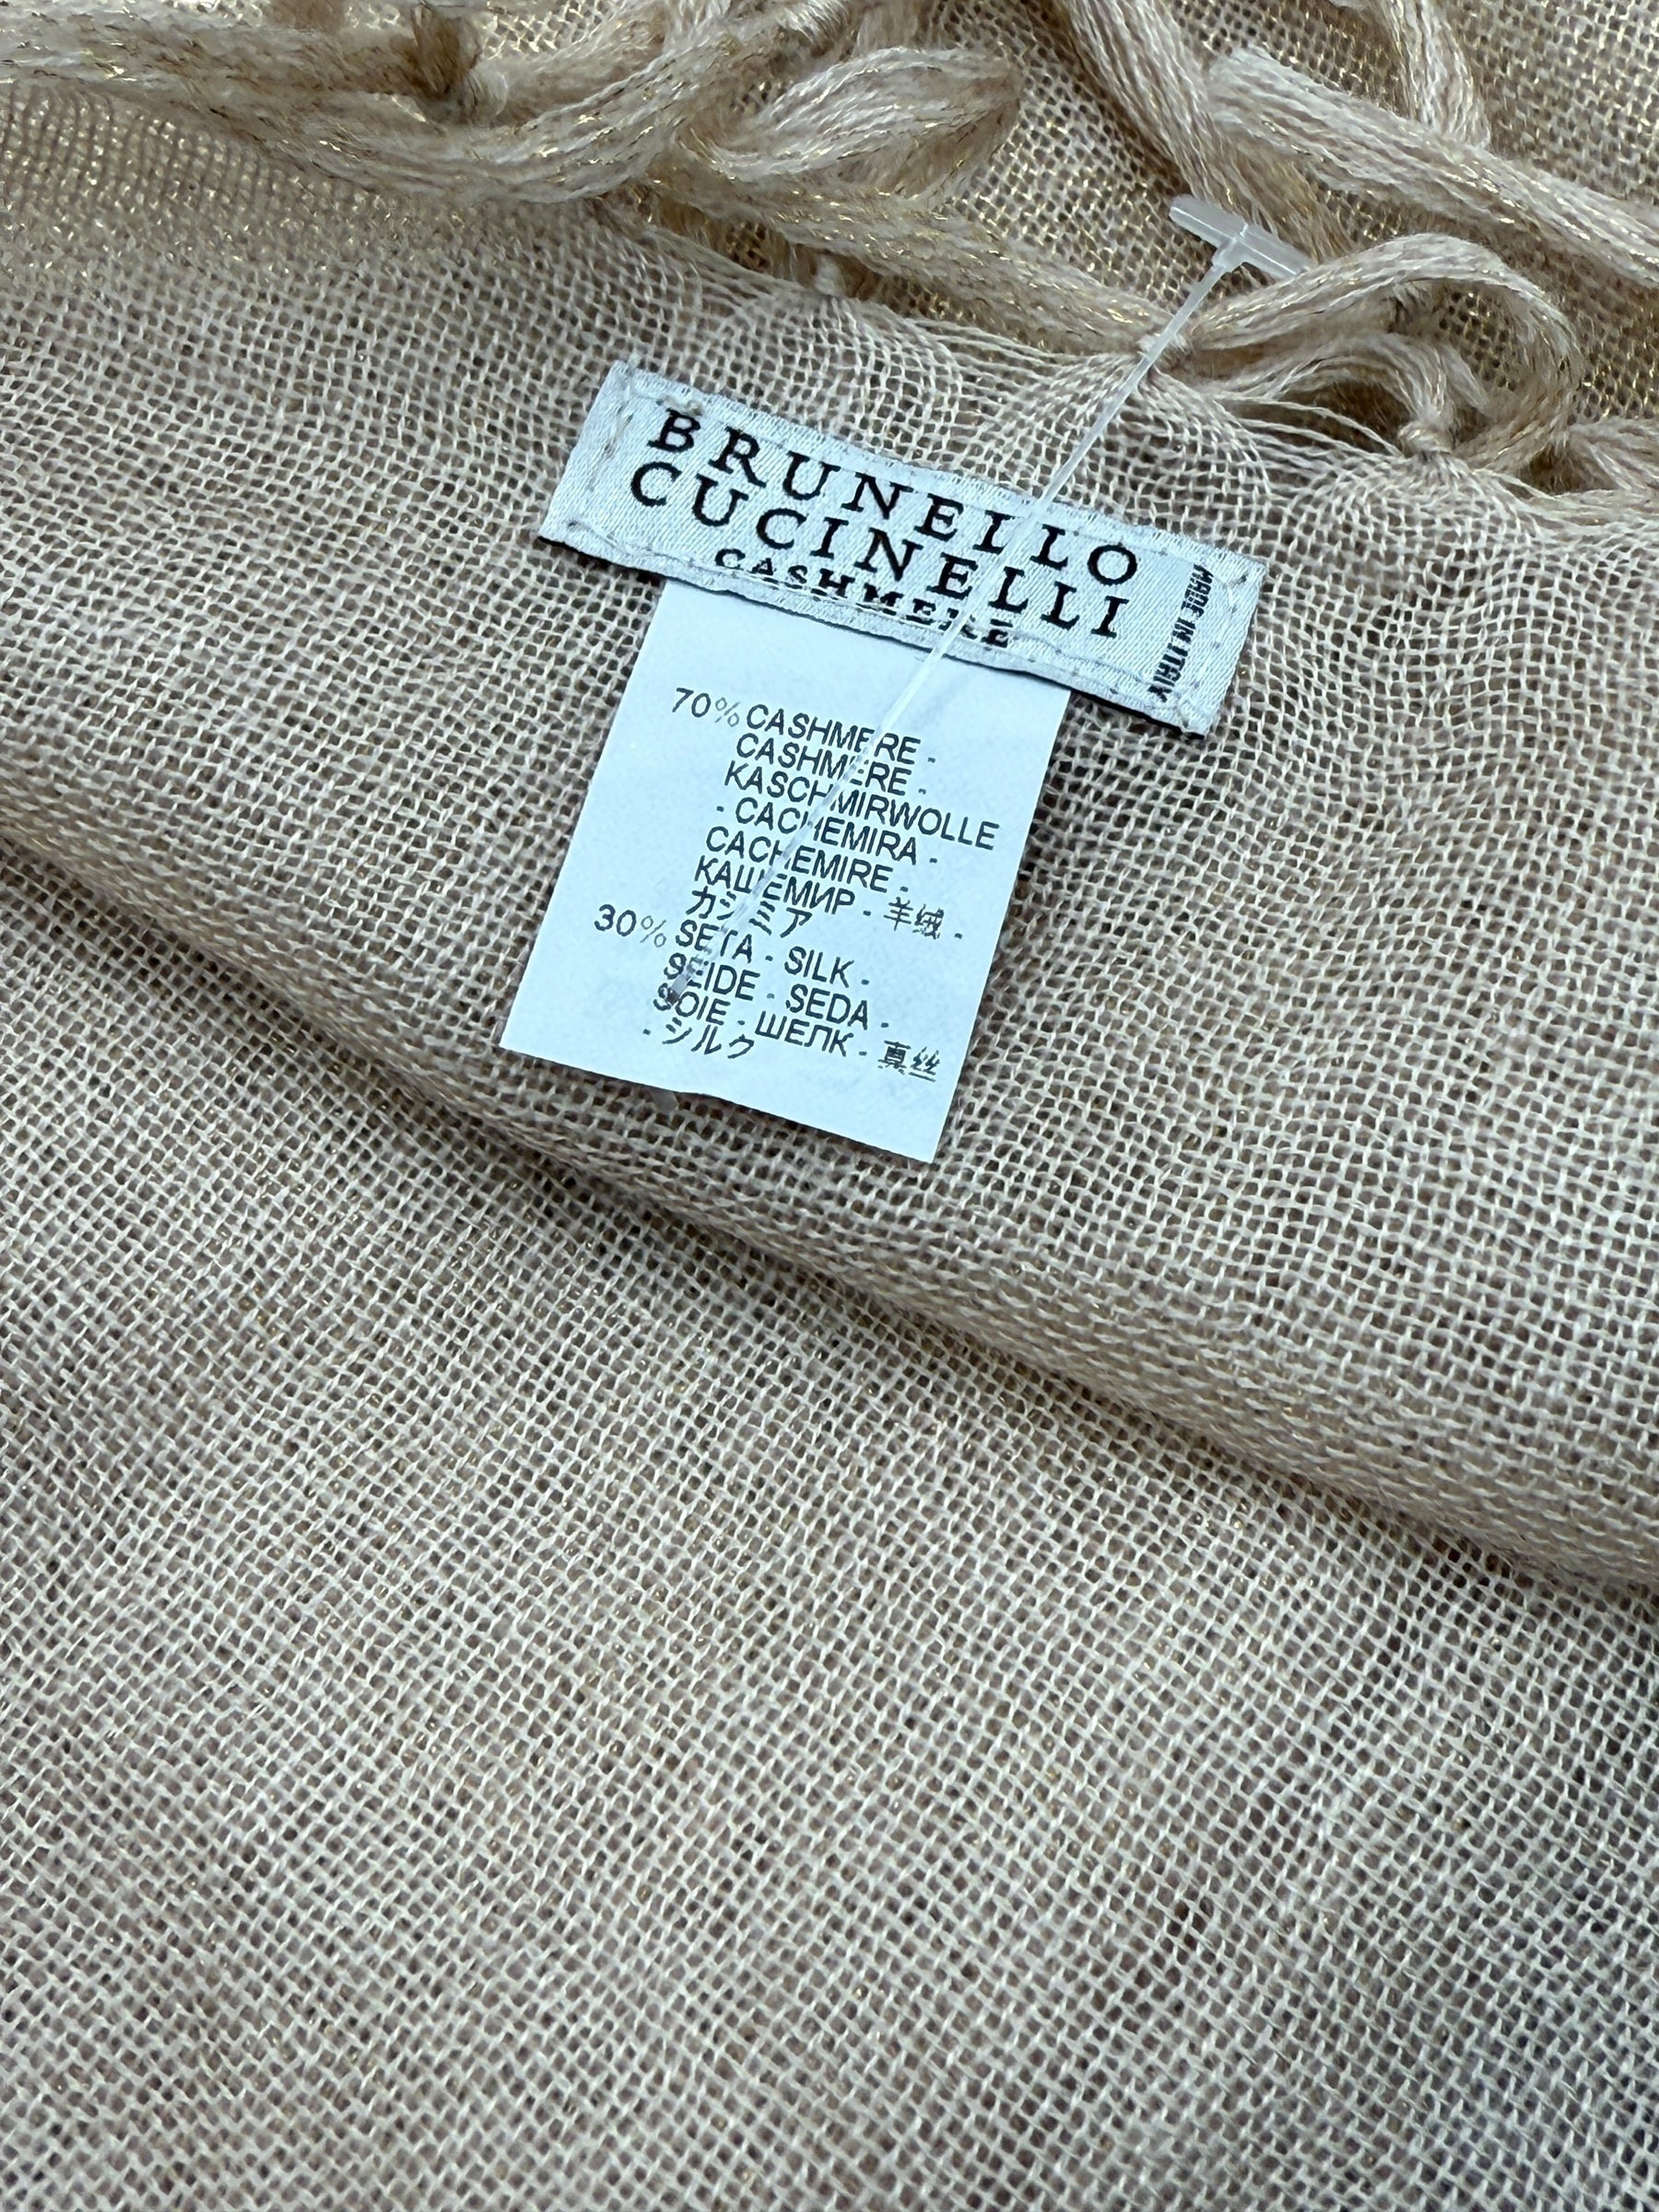 BRUNELLO
CUCINELLI
CASHMERE
MADE IN ITALY
70% CASHMERE -
CASHMERE -
KASCHMIRWOLLE
- CACHEMIRA -
CACHEMIRE -
КАШЕМИР - 羊绒 -
カシミア
30% SETA - SILK -
SEIDE - SEDA -
SOIE - ШЕЛК - 真丝
- シルク